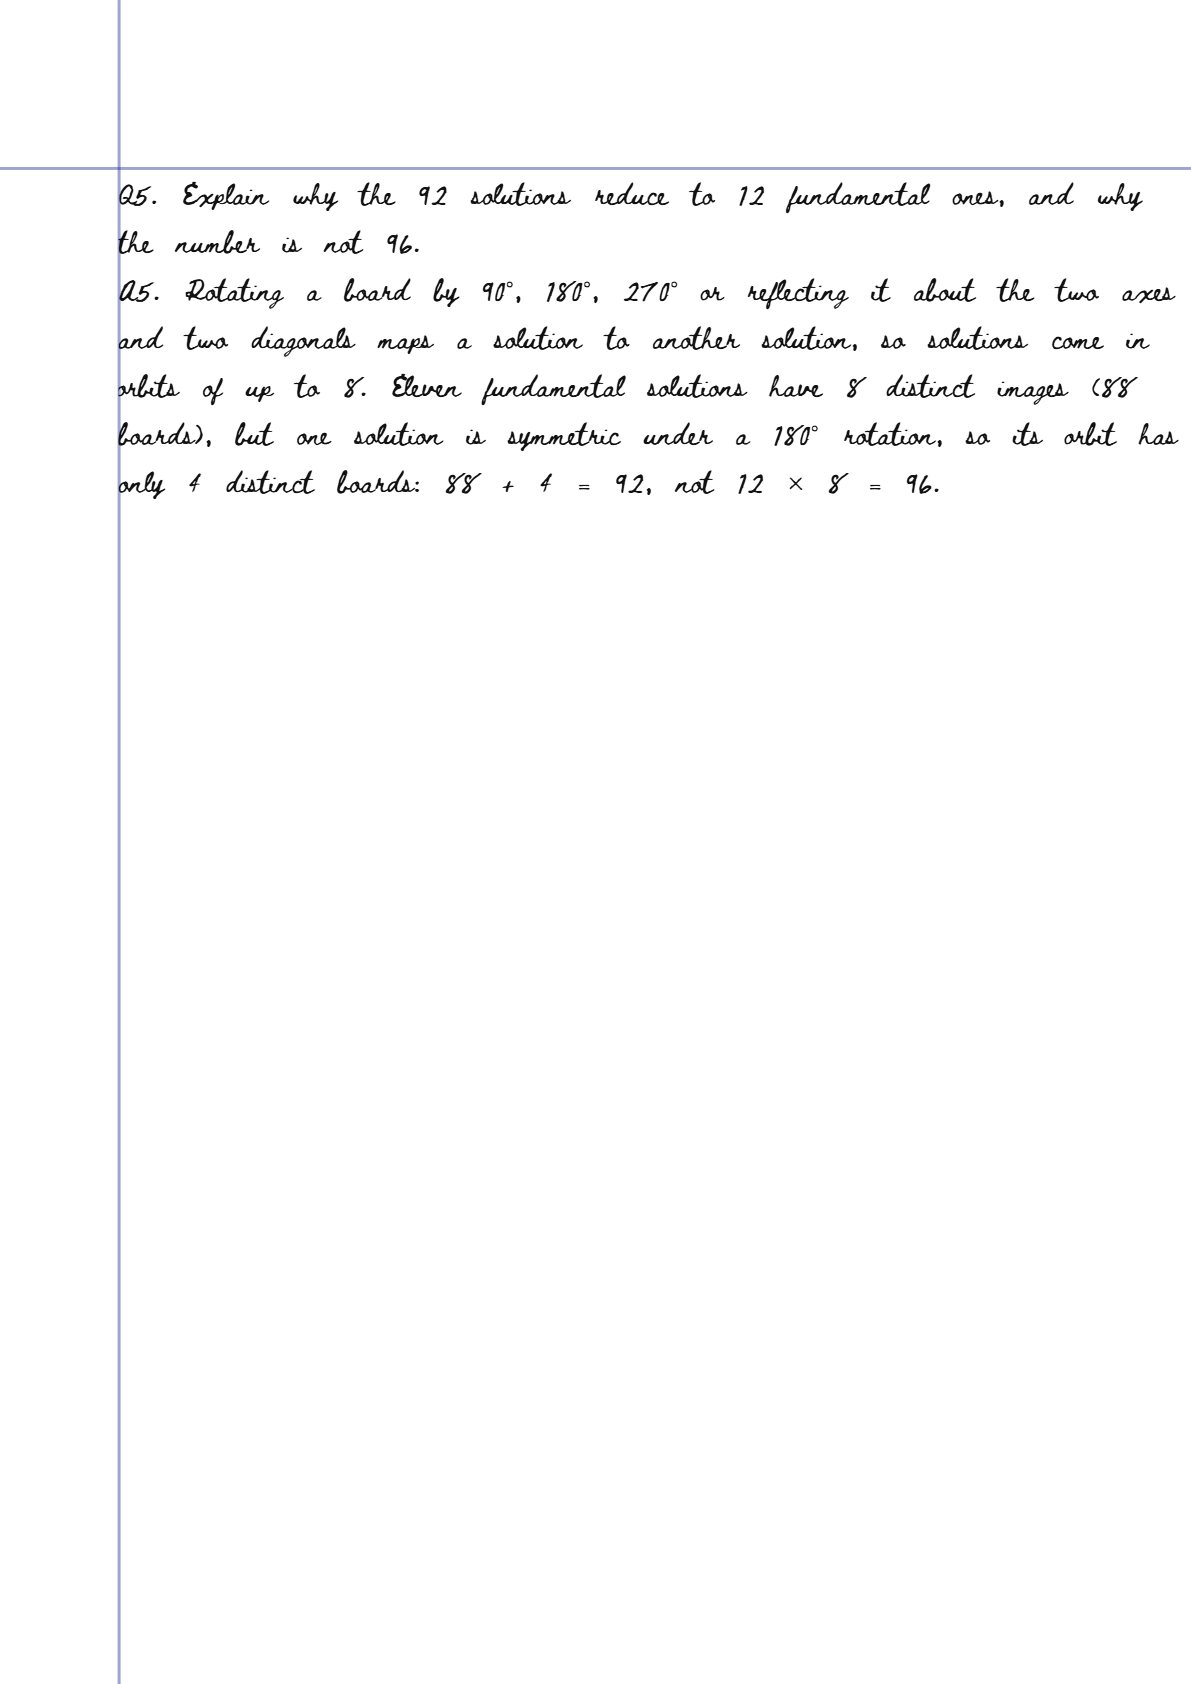 Q5. Explain why the 92 solutions reduce to 12 fundamental ones, and why
the number is not 96.
A5. Rotating a board by 90°, 180°, 270° or reflecting it about the two axes
and two diagonals maps a solution to another solution, so solutions come in
orbits of up to 8. Eleven fundamental solutions have 8 distinct images (88
boards), but one solution is symmetric under a 180° rotation, so its orbit has
only 4 distinct boards: 88 + 4 = 92, not 12 × 8 = 96.